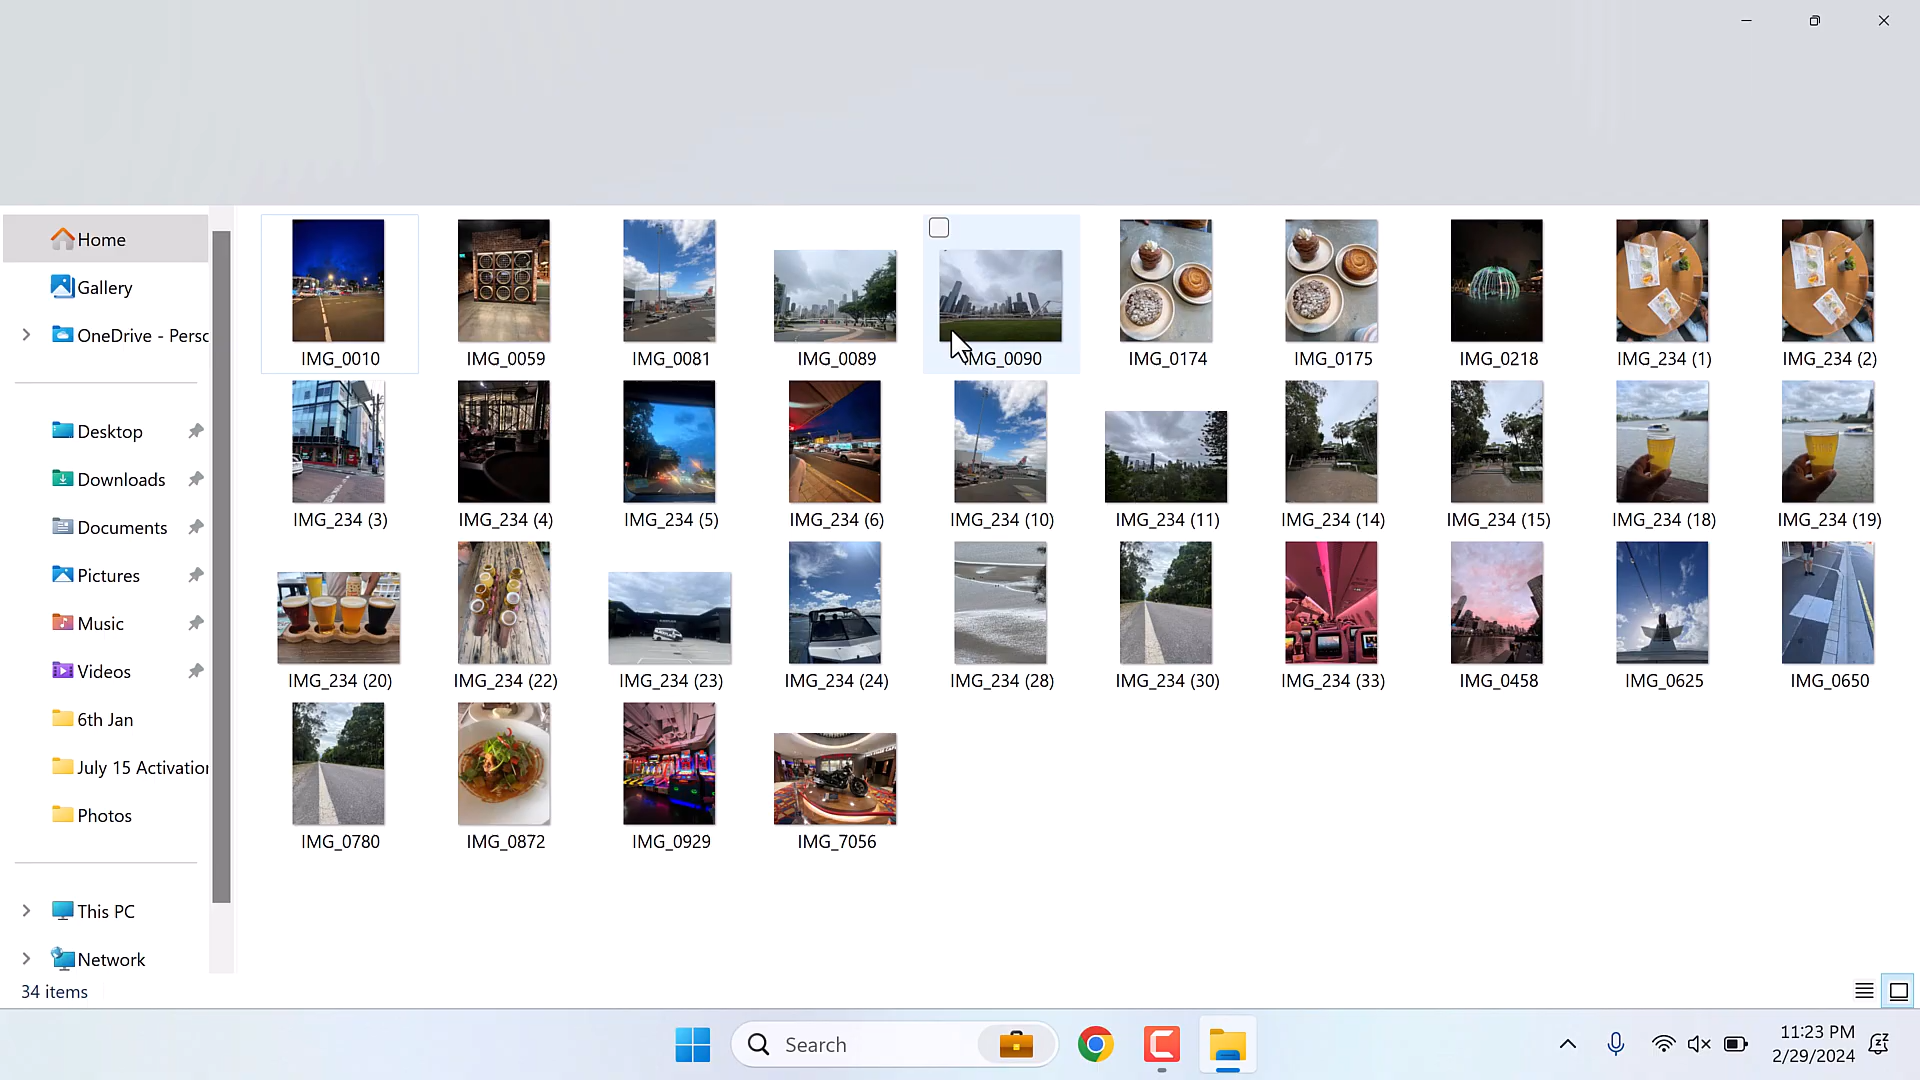 Home
Gallery
OneDrive - Perso
Desktop
Downloads
Documents
Pictures
Music
Videos
6th Jan
July 15 Activation
Photos
This PC
Network
34 items
IMG_0010 IMG_0059 IMG_0081 IMG_0089 IMG_0090 IMG_0174 IMG_0175 IMG_0218 IMG_234 (1) IMG_234 (2)
IMG_234 (3) IMG_234 (4) IMG_234 (5) IMG_234 (6) IMG_234 (10) IMG_234 (11) IMG_234 (14) IMG_234 (15) IMG_234 (18) IMG_234 (19)
IMG_234 (20) IMG_234 (22) IMG_234 (23) IMG_234 (24) IMG_234 (28) IMG_234 (30) IMG_234 (33) IMG_0458 IMG_0625 IMG_0650
IMG_0780 IMG_0872 IMG_0929 IMG_7056
Search
11:23 PM
2/29/2024